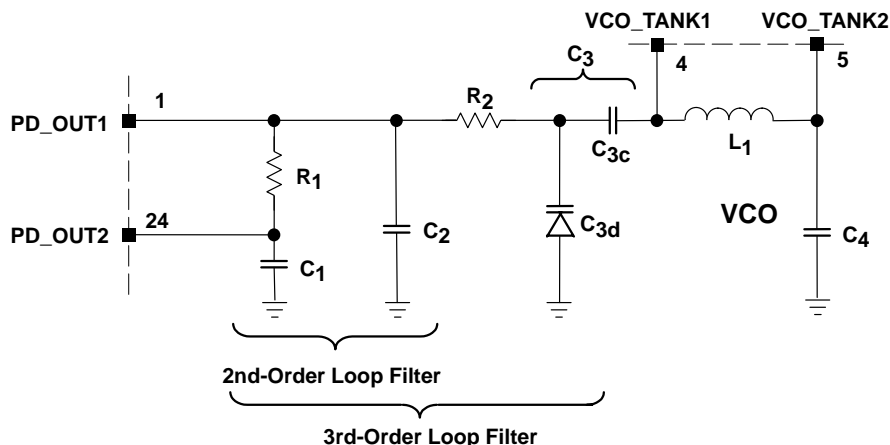 VCO_TANK1 VCO_TANK2
C3
4 5
R2
1
PD_OUT1
C3c
L1
R1
24
PD_OUT2
VCO
C2
C3d
C4
C1
2nd-Order Loop Filter
3rd-Order Loop Filter